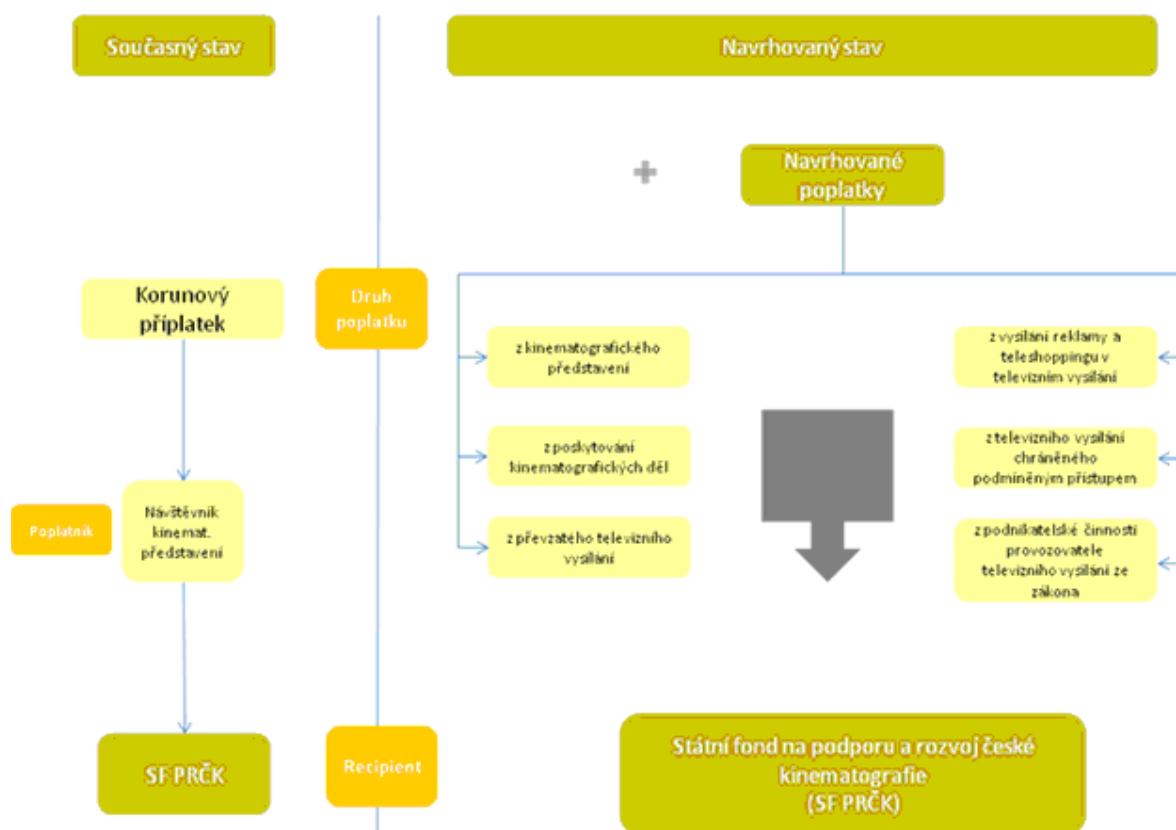 Současný stav
Navrhovaný stav
Navrhované
poplatky
Korunový
příplatek
Druh
poplatku
z kinematografického
představení
z vysílání reklamy a
teleshoppingu v
televizním vysílání
z poskytování
kinematografických děl
z televizního vysílání
chráněného
podmíněným přístupem
Poplatník
Návštěvník
kinemat.
představení
z převzatého televizního
vysílání
z podnikatelské činnosti
provozovatele
televizního vysílání ze
zákona
SF PRČK
Recipient
Státní fond na podporu a rozvoj české
kinematografie
(SF PRČK)